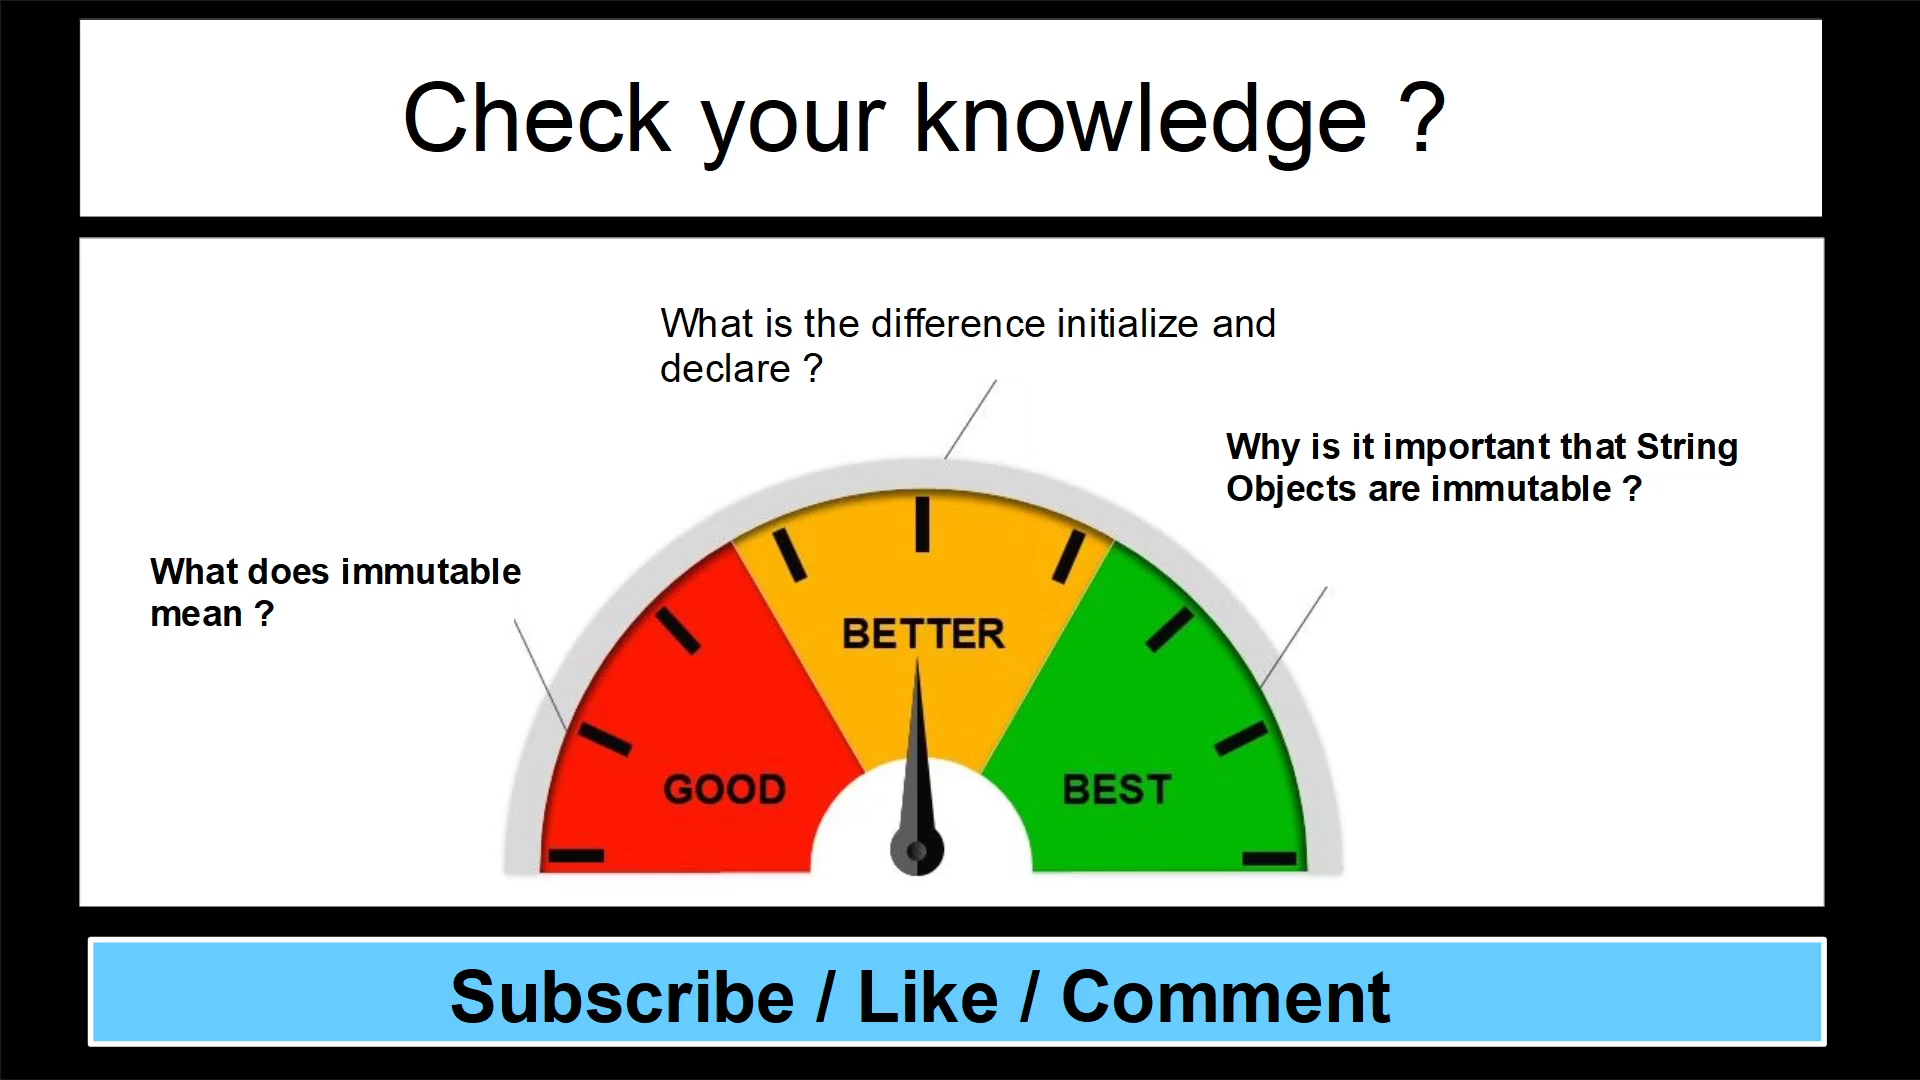 Check your knowledge ?
What is the difference initialize and
declare ?
Why is it important that String
Objects are immutable ?
What does immutable
mean ?
BETTER
GOOD
BEST
Subscribe / Like / Comment